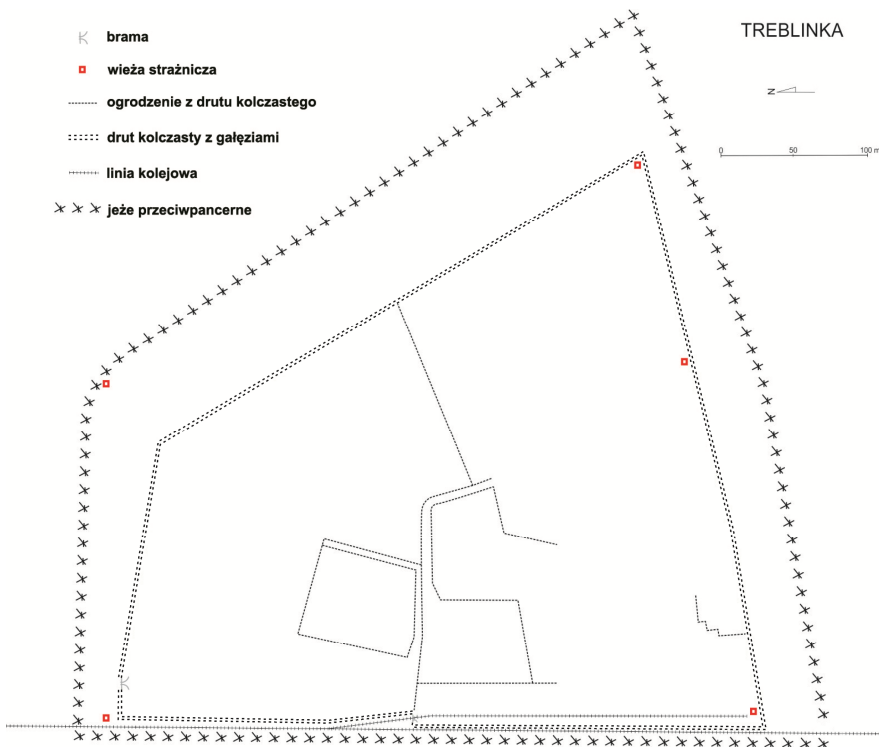 TREBLINKA
brama
wieża strażnicza
ogrodzenie z drutu kolczastego
drut kolczasty z gałęziami
linia kolejowa
jeże przeciwpancerne
N
0 50 100 m